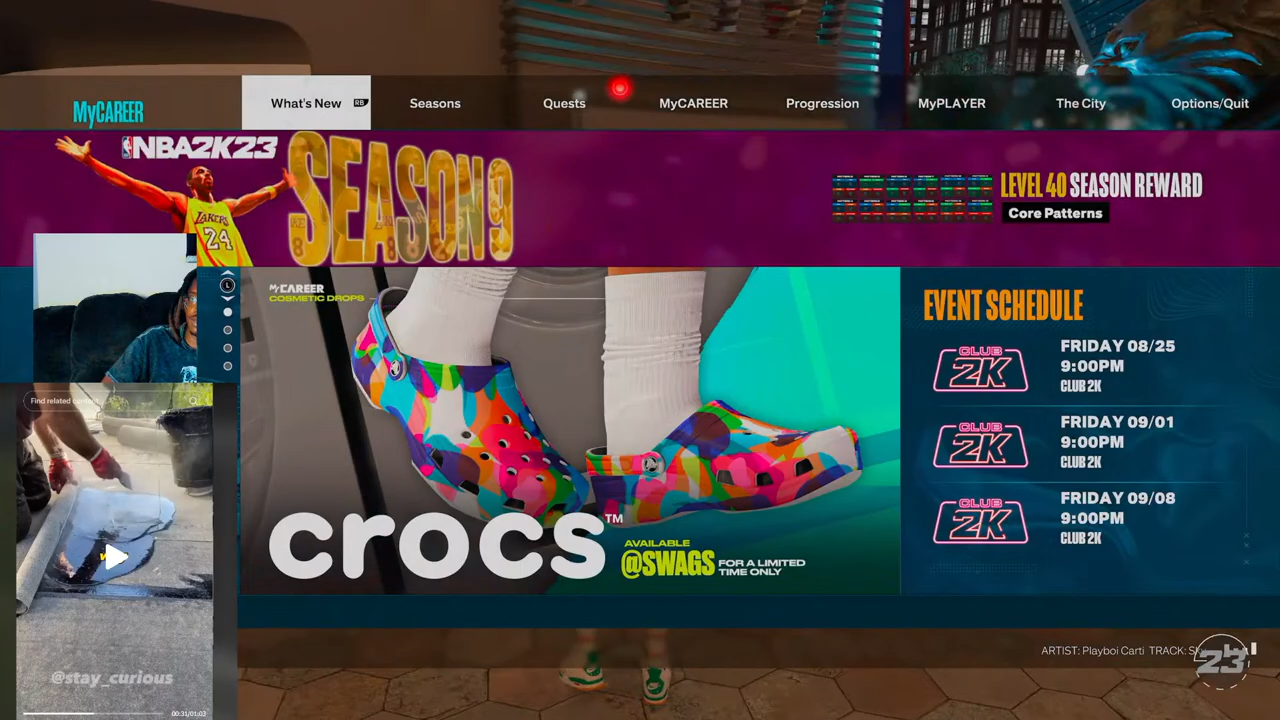 MyCAREER
What's New RB
Seasons
Quests
MyCAREER
Progression
MyPLAYER
The City
Options/Quit
NBA2K23
SEASON 9
LAKERS
24
LEVEL 40 SEASON REWARD
Core Patterns
L
MyCAREER
COSMETIC DROPS
crocs™
AVAILABLE
@SWAGS
FOR A LIMITED
TIME ONLY
EVENT SCHEDULE
CLUB
2K
FRIDAY 08/25
9:00PM
CLUB 2K
CLUB
2K
FRIDAY 09/01
9:00PM
CLUB 2K
CLUB
2K
FRIDAY 09/08
9:00PM
CLUB 2K
Find related content
@stay_curious
00:31/01:03
ARTIST: Playboi Carti TRACK:
23